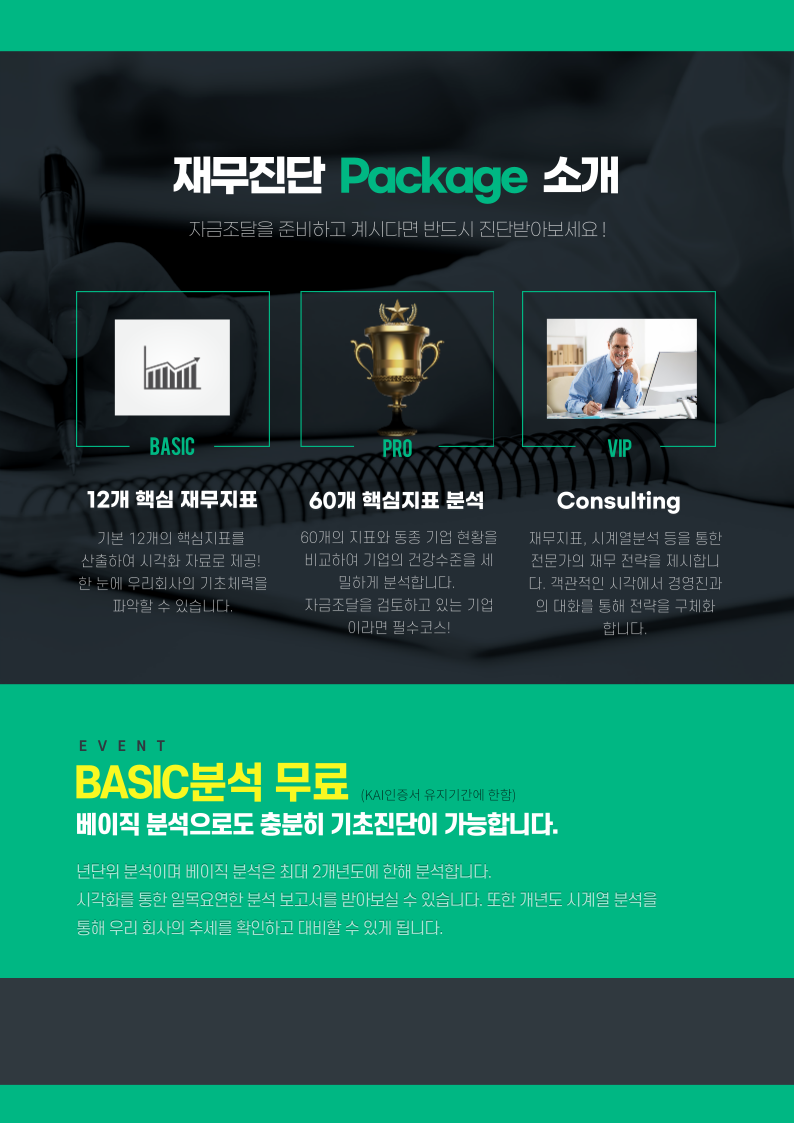 재무진단 Package 소개
자금조달을 준비하고 계시다면 반드시 진단받아보세요 !
BASIC
12개 핵심 재무지표
기본 12개의 핵심지표를
산출하여 시각화 자료로 제공!
한 눈에 우리회사의 기초체력을
파악할 수 있습니다.
PRO
60개 핵심지표 분석
60개의 지표와 동종 기업 현황을
비교하여 기업의 건강수준을 세
밀하게 분석합니다.
자금조달을 검토하고 있는 기업
이라면 필수코스!
VIP
Consulting
재무지표, 시계열분석 등을 통한
전문가의 재무 전략을 제시합니
다. 객관적인 시각에서 경영진과
의 대화를 통해 전략을 구체화
합니다.
EVENT
BASIC분석 무료 (KAI인증서 유지기간에 한함)
베이직 분석으로도 충분히 기초진단이 가능합니다.
년단위 분석이며 베이직 분석은 최대 2개년도에 한해 분석합니다.
시각화를 통한 일목요연한 분석 보고서를 받아보실 수 있습니다. 또한 개년도 시계열 분석을
통해 우리 회사의 추세를 확인하고 대비할 수 있게 됩니다.